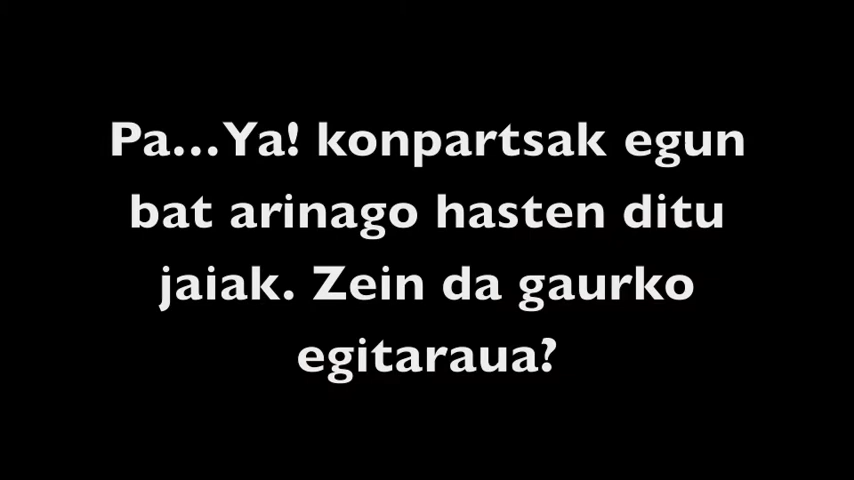 Pa...Ya! konpartsak egun
bat arinago hasten ditu
jaiak. Zein da gaurko
egitaraua?